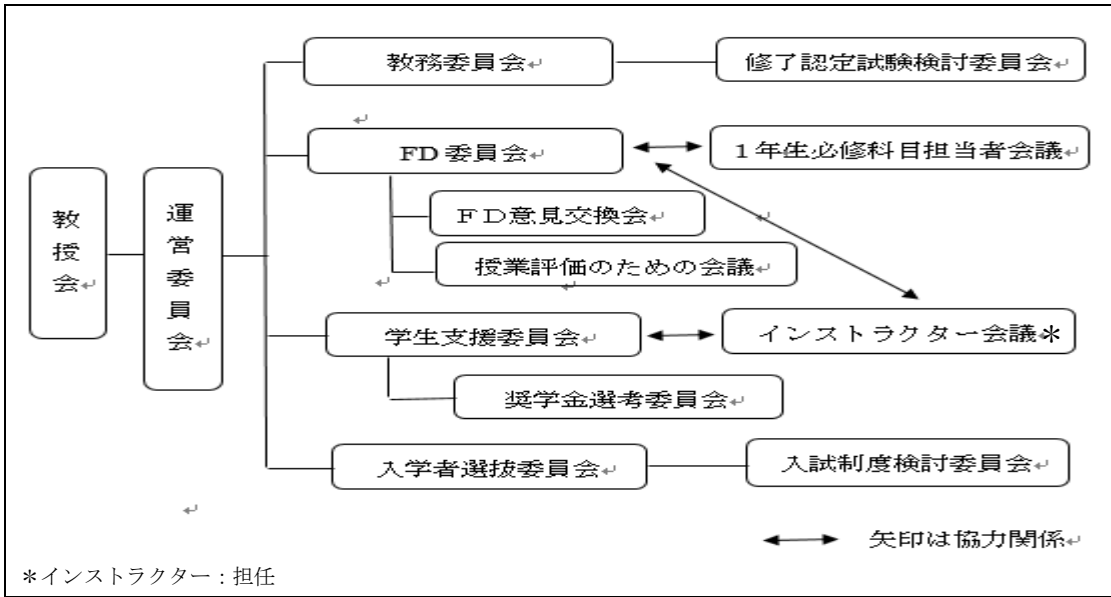 教務委員会↵
修了認定試験検討委員会↵
↵
FD 委員会↵
1年生必修科目担当者会議↵
教授会↵
運営委員会↵
FD意見交換会↵
↵
授業評価のための会議↵
↵
↵
学生支援委員会↵
インストラクター会議*
奨学金選考委員会↵
入学者選抜委員会↵
入試制度検討委員会↵
↵
矢印は協力関係↵
*インストラクター：担任